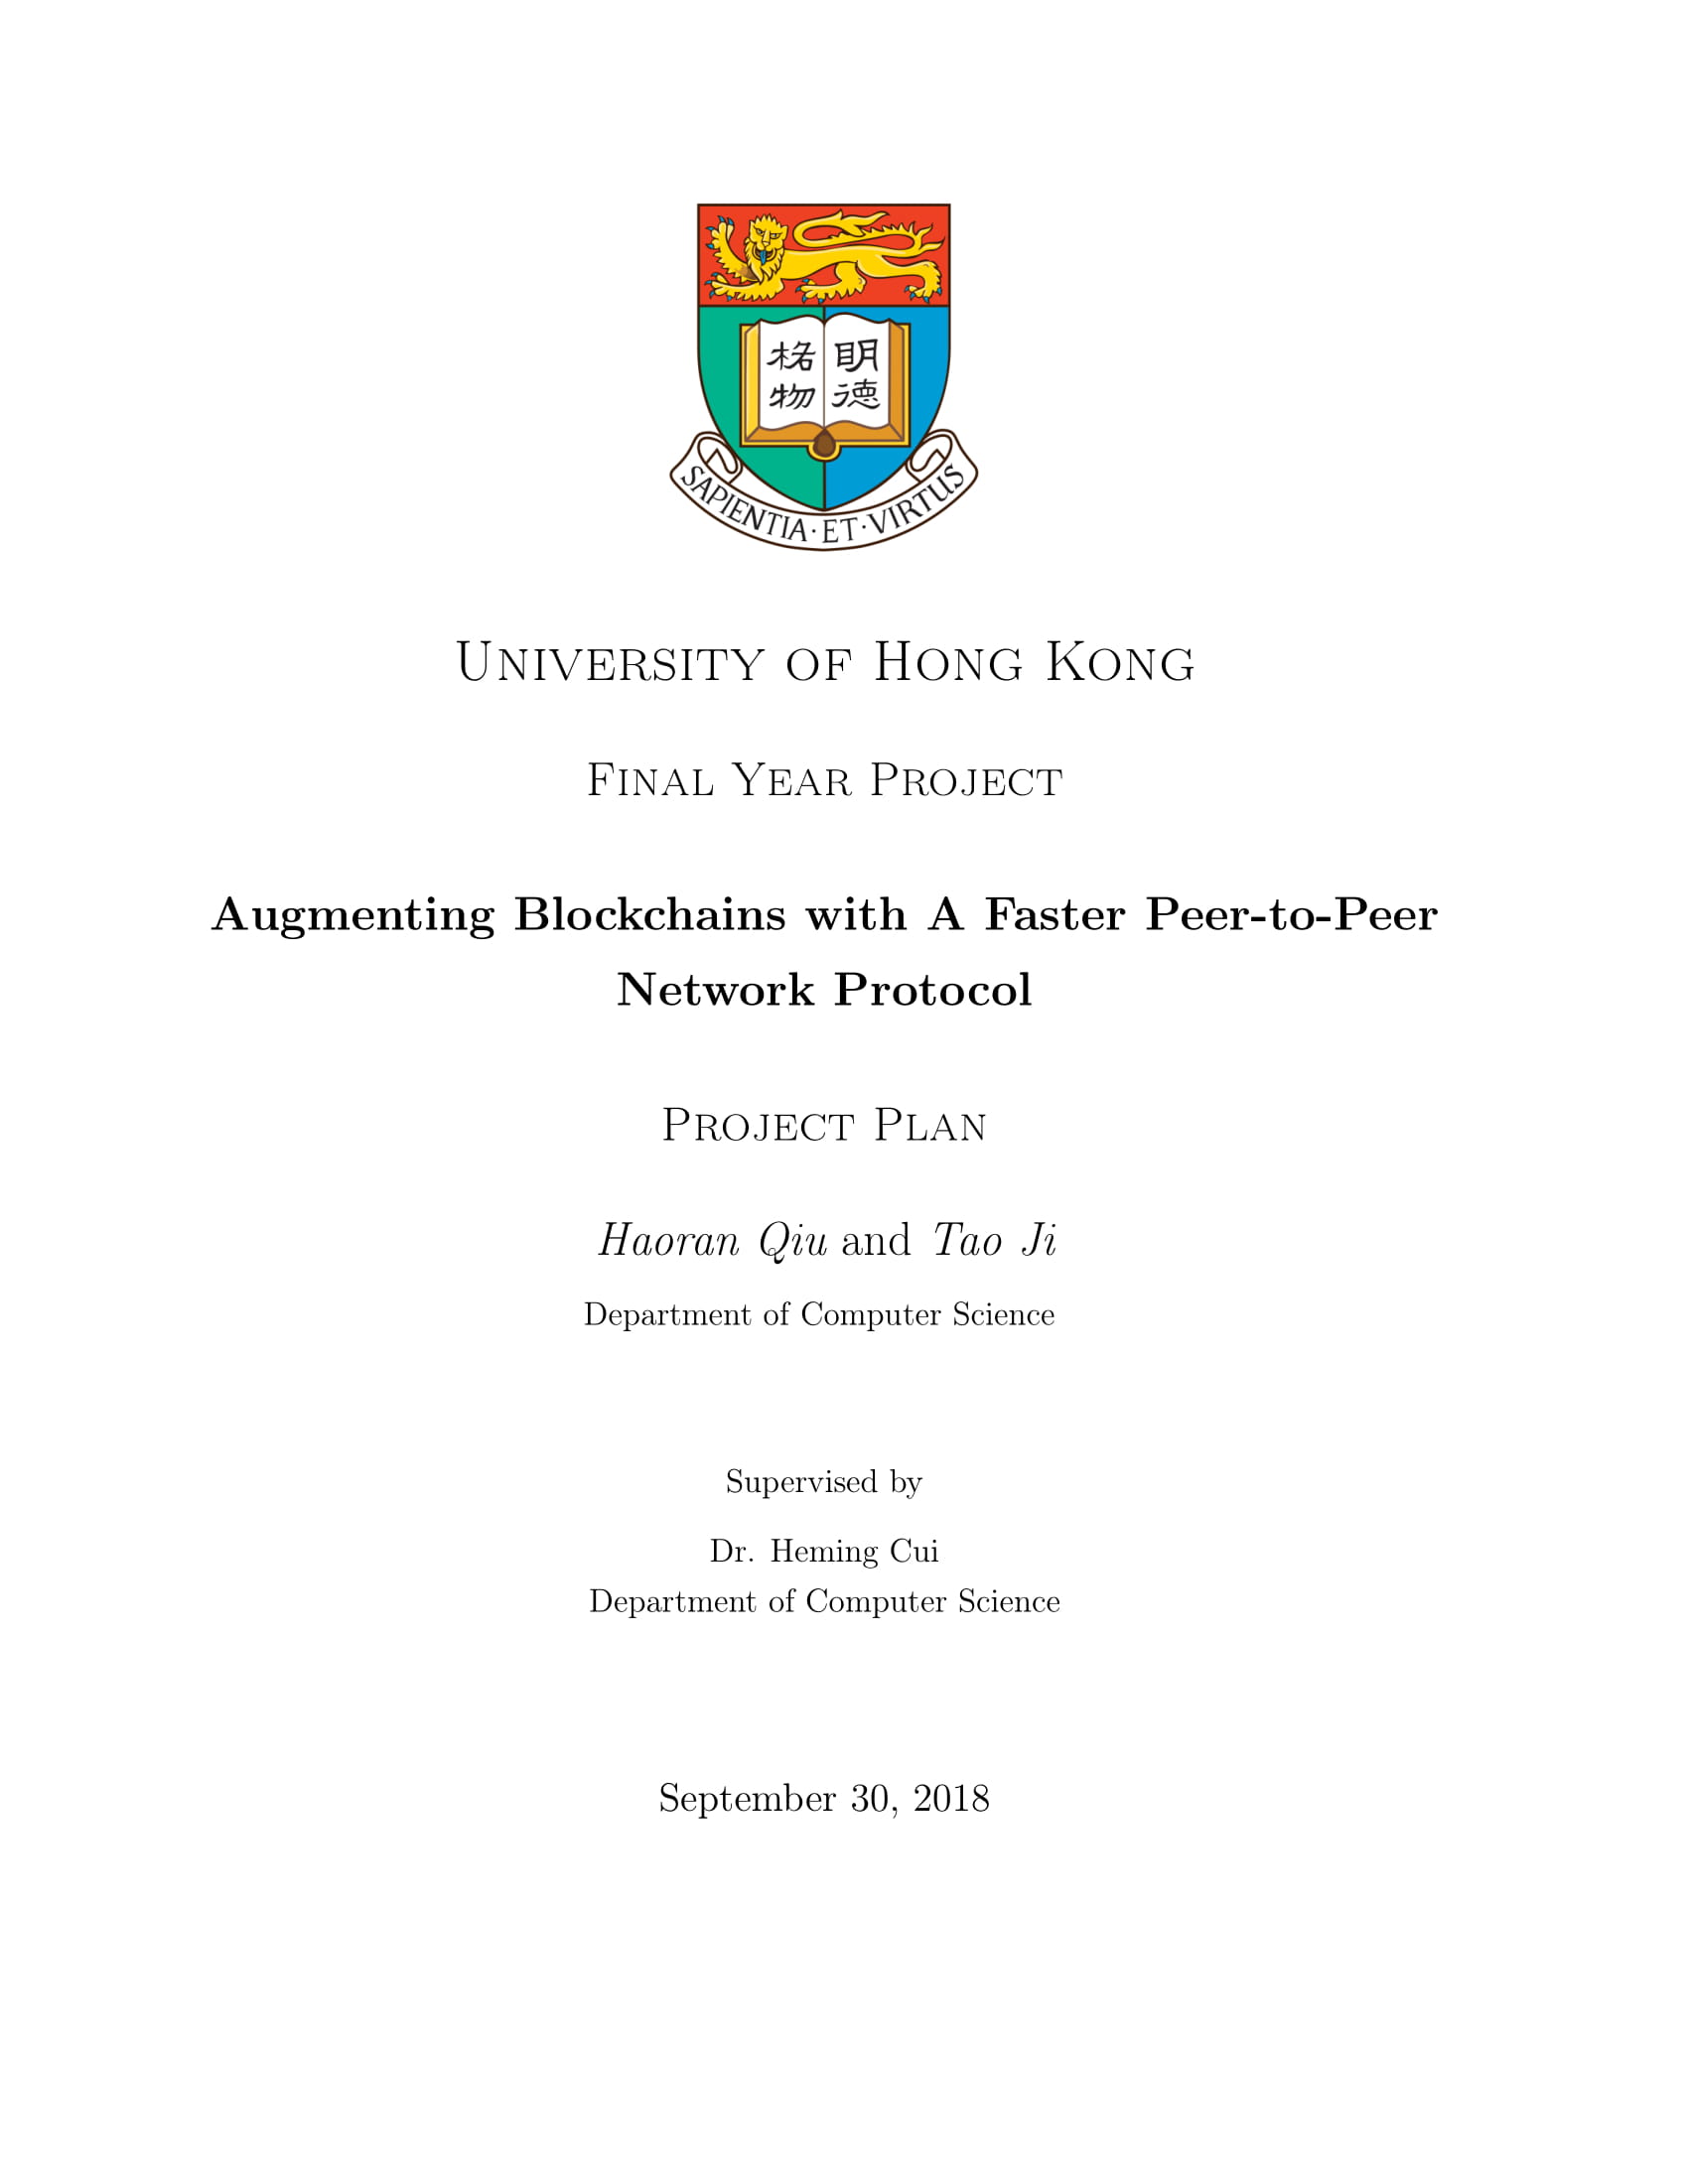 明德
格物
SAPIENTIA·ET·VIRTUS
UNIVERSITY OF HONG KONG
FINAL YEAR PROJECT
Augmenting Blockchains with A Faster Peer-to-Peer
Network Protocol
PROJECT PLAN
Haoran Qiu and Tao Ji
Department of Computer Science
Supervised by
Dr. Heming Cui
Department of Computer Science
September 30, 2018